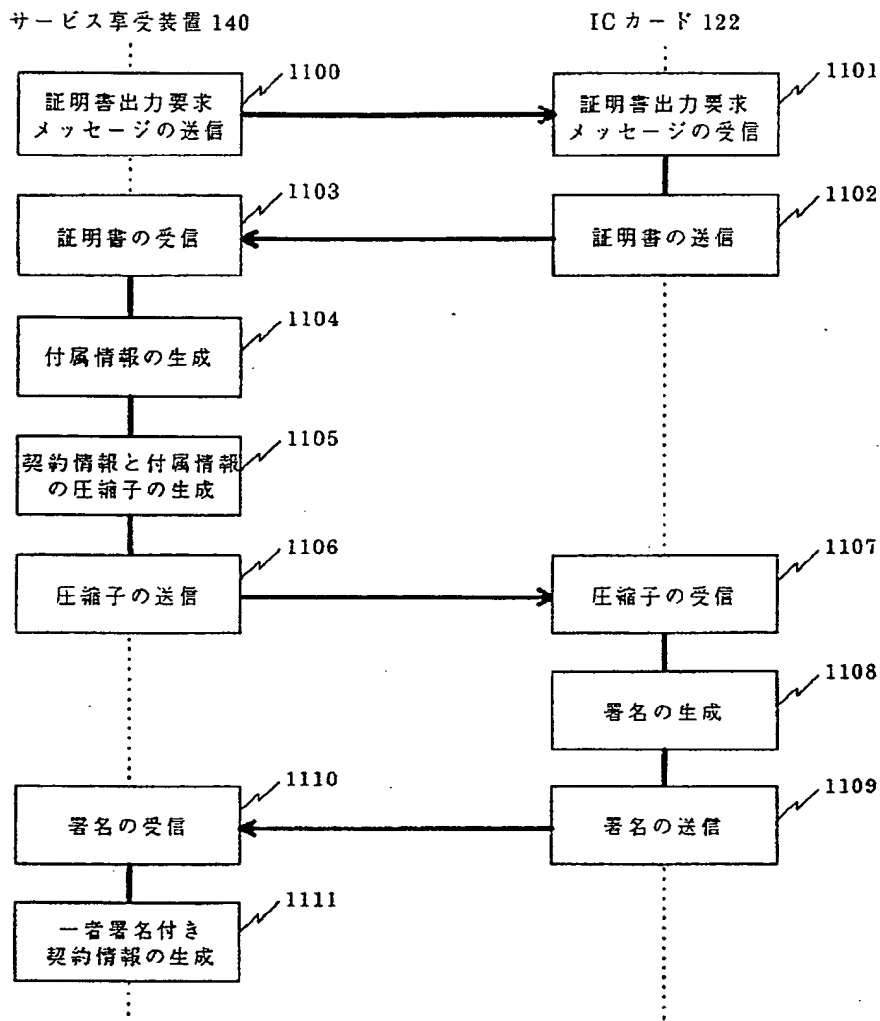 サービス享受装置 140
ICカード 122
1100
証明書出力要求
メッセージの送信
1101
証明書出力要求
メッセージの受信
1103
証明書の受信
1102
証明書の送信
1104
付属情報の生成
1105
契約情報と付属情報
の圧縮子の生成
1106
圧縮子の送信
1107
圧縮子の受信
1108
署名の生成
1110
署名の受信
1109
署名の送信
1111
一者署名付き
契約情報の生成